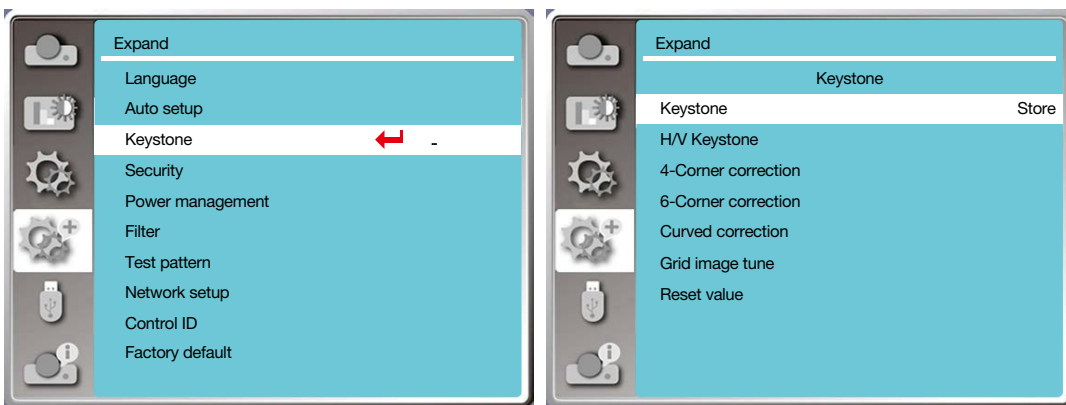 Expand
Language
Auto setup
Keystone -
Security
Power management
Filter
Test pattern
Network setup
Control ID
Factory default
Expand
Keystone
Keystone Store
H/V Keystone
4-Corner correction
6-Corner correction
Curved correction
Grid image tune
Reset value